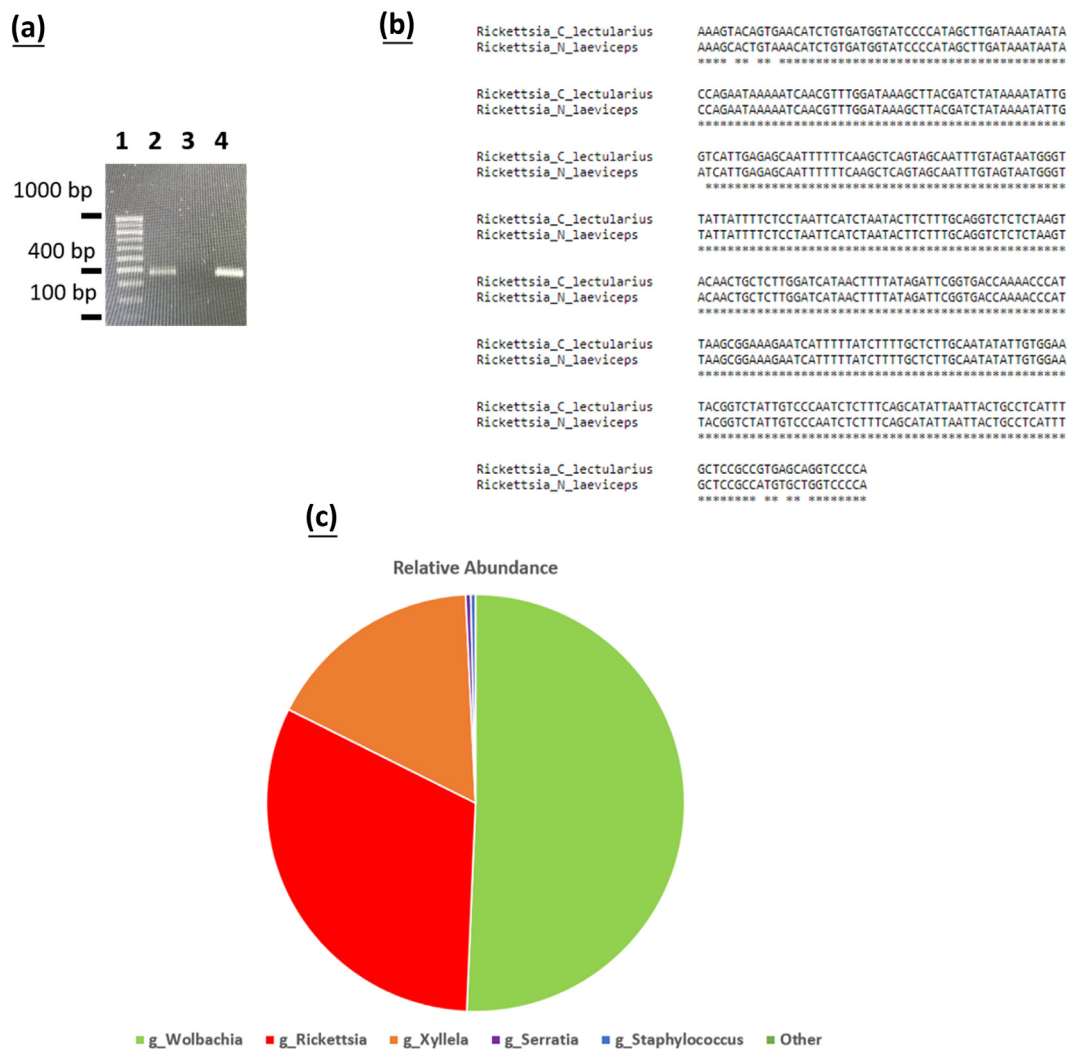 (a)
1 2 3 4
1000 bp
400 bp
100 bp
(b)
Rickettsia_C_lectularius AAAGTACAGTGAACATCTGTGATGGTATCCCCATAGCTTGATAAATAATA
Rickettsia_N_laeviceps AAAGCACTGTAAACATCTGTGATGGTATCCCCATAGCTTGATAAATAATA
**** ** ** ***************************************
Rickettsia_C_lectularius CCAGAATAAAAATCAACGTTTGGATAAAGCTTACGATCTATAAAATATTG
Rickettsia_N_laeviceps CCAGAATAAAAATCAACGTTTGGATAAAGCTTACGATCTATAAAATATTG
**************************************************
Rickettsia_C_lectularius GTCATTGAGAGCAATTTTTTCAAGCTCAGTAGCAATTTGTAGTAATGGGT
Rickettsia_N_laeviceps ATCATTGAGAGCAATTTTTTCAAGCTCAGTAGCAATTTGTAGTAATGGGT
*************************************************
Rickettsia_C_lectularius TATTATTTTCTCCTAATTCATCTAATACTTCTTTGCAGGTCTCTCTAAGT
Rickettsia_N_laeviceps TATTATTTTCTCCTAATTCATCTAATACTTCTTTGCAGGTCTCTCTAAGT
**************************************************
Rickettsia_C_lectularius ACAACTGCTCTTGGATCATAACTTTTATAGATTCGGTGACCAAAACCCAT
Rickettsia_N_laeviceps ACAACTGCTCTTGGATCATAACTTTTATAGATTCGGTGACCAAAACCCAT
**************************************************
Rickettsia_C_lectularius TAAGCGGAAAGAATCATTTTTATCTTTTGCTCTTGCAATATATTGTGGAA
Rickettsia_N_laeviceps TAAGCGGAAAGAATCATTTTTATCTTTTGCTCTTGCAATATATTGTGGAA
**************************************************
Rickettsia_C_lectularius TACGGTCTATTGTCCCAATCTCTTTCAGCATATTAATTACTGCCTCATTT
Rickettsia_N_laeviceps TACGGTCTATTGTCCCAATCTCTTTCAGCATATTAATTACTGCCTCATTT
**************************************************
Rickettsia_C_lectularius GCTCCGCCGTGAGCAGGTCCCCA
Rickettsia_N_laeviceps GCTCCGCCATGTGCTGGTCCCCA
******** ** ** ********
(c)
Relative Abundance
g_Wolbachia g_Rickettsia g_Xyllela g_Serratia g_Staphylococcus Other